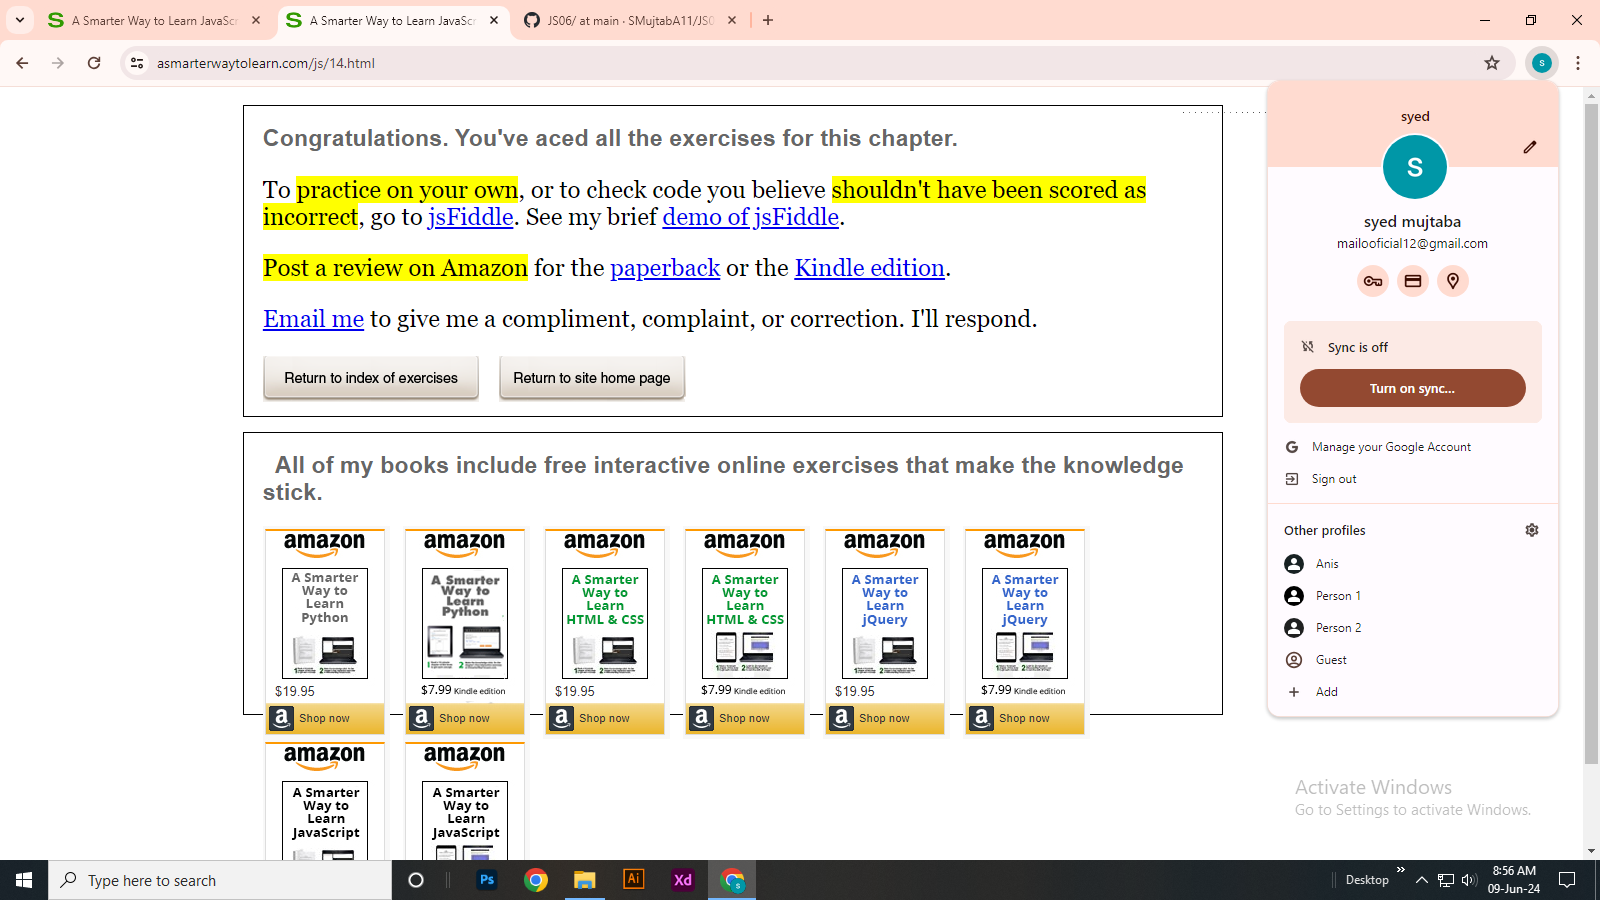 A Smarter Way to Learn JavaSc
A Smarter Way to Learn JavaSc
JS06/ at main · SMujtabA11/JS0
asmarterwaytolearn.com/js/14.html
s
Congratulations. You've aced all the exercises for this chapter.
To practice on your own, or to check code you believe shouldn't have been scored as
incorrect, go to jsFiddle. See my brief demo of jsFiddle.
Post a review on Amazon for the paperback or the Kindle edition.
Email me to give me a compliment, complaint, or correction. I'll respond.
Return to index of exercises
Return to site home page
All of my books include free interactive online exercises that make the knowledge
stick.
amazon
A Smarter
Way to
Learn
Python
$19.95
Shop now
amazon
A Smarter
Way to
Learn
Python
$7.99 Kindle edition
Shop now
amazon
A Smarter
Way to
Learn
HTML & CSS
$19.95
Shop now
amazon
A Smarter
Way to
Learn
HTML & CSS
$7.99 Kindle edition
Shop now
amazon
A Smarter
Way to
Learn
jQuery
$19.95
Shop now
amazon
A Smarter
Way to
Learn
jQuery
$7.99 Kindle edition
Shop now
amazon
A Smarter
Way to
Learn
JavaScript
amazon
A Smarter
Way to
Learn
JavaScript
syed
S
syed mujtaba
mailooficial12@gmail.com
Sync is off
Turn on sync...
Manage your Google Account
Sign out
Other profiles
Anis
Person 1
Person 2
Guest
Add
Activate Windows
Go to Settings to activate Windows.
Type here to search
Ps
Ai
Xd
Desktop
8:56 AM
09-Jun-24